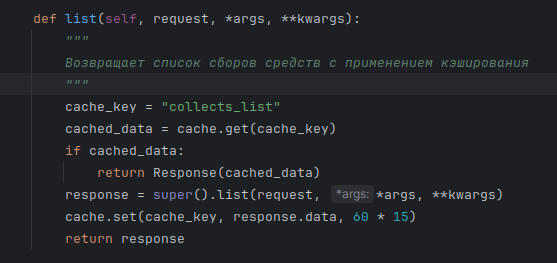 def list(self, request, *args, **kwargs):
    """
    Возвращает список сборов средств с применением кэширования
    """
    cache_key = "collects_list"
    cached_data = cache.get(cache_key)
    if cached_data:
        return Response(cached_data)
    response = super().list(request, *args: *args, **kwargs)
    cache.set(cache_key, response.data, 60 * 15)
    return response